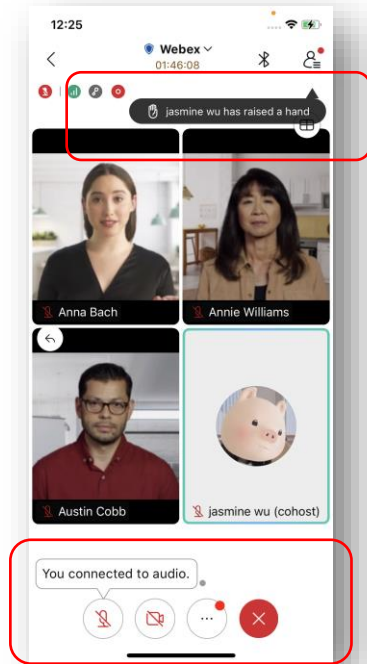 12:25
Webex
01:46:08
jasmine wu has raised a hand
Anna Bach
Annie Williams
Austin Cobb
jasmine wu (cohost)
You connected to audio.